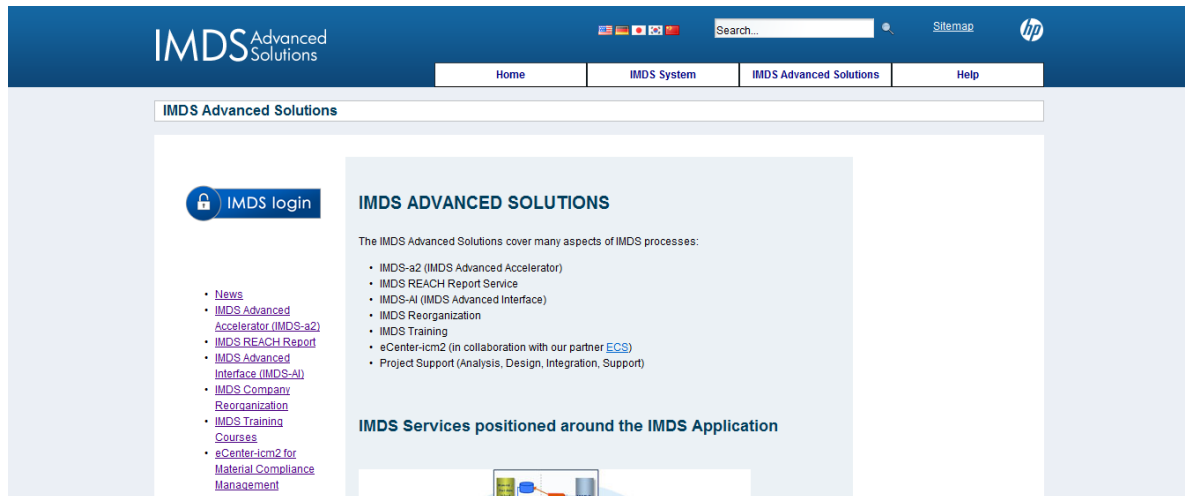 IMDS Advanced Solutions
Search...
Sitemap
hp
Home
IMDS System
IMDS Advanced Solutions
Help
IMDS Advanced Solutions
IMDS login
News
IMDS Advanced
Accelerator (IMDS-a2)
IMDS REACH Report
IMDS Advanced
Interface (IMDS-AI)
IMDS Company
Reorganization
IMDS Training
Courses
eCenter-icm2 for
Material Compliance
Management
IMDS ADVANCED SOLUTIONS
The IMDS Advanced Solutions cover many aspects of IMDS processes:
IMDS-a2 (IMDS Advanced Accelerator)
IMDS REACH Report Service
IMDS-AI (IMDS Advanced Interface)
IMDS Reorganization
IMDS Training
eCenter-icm2 (in collaboration with our partner ECS)
Project Support (Analysis, Design, Integration, Support)
IMDS Services positioned around the IMDS Application